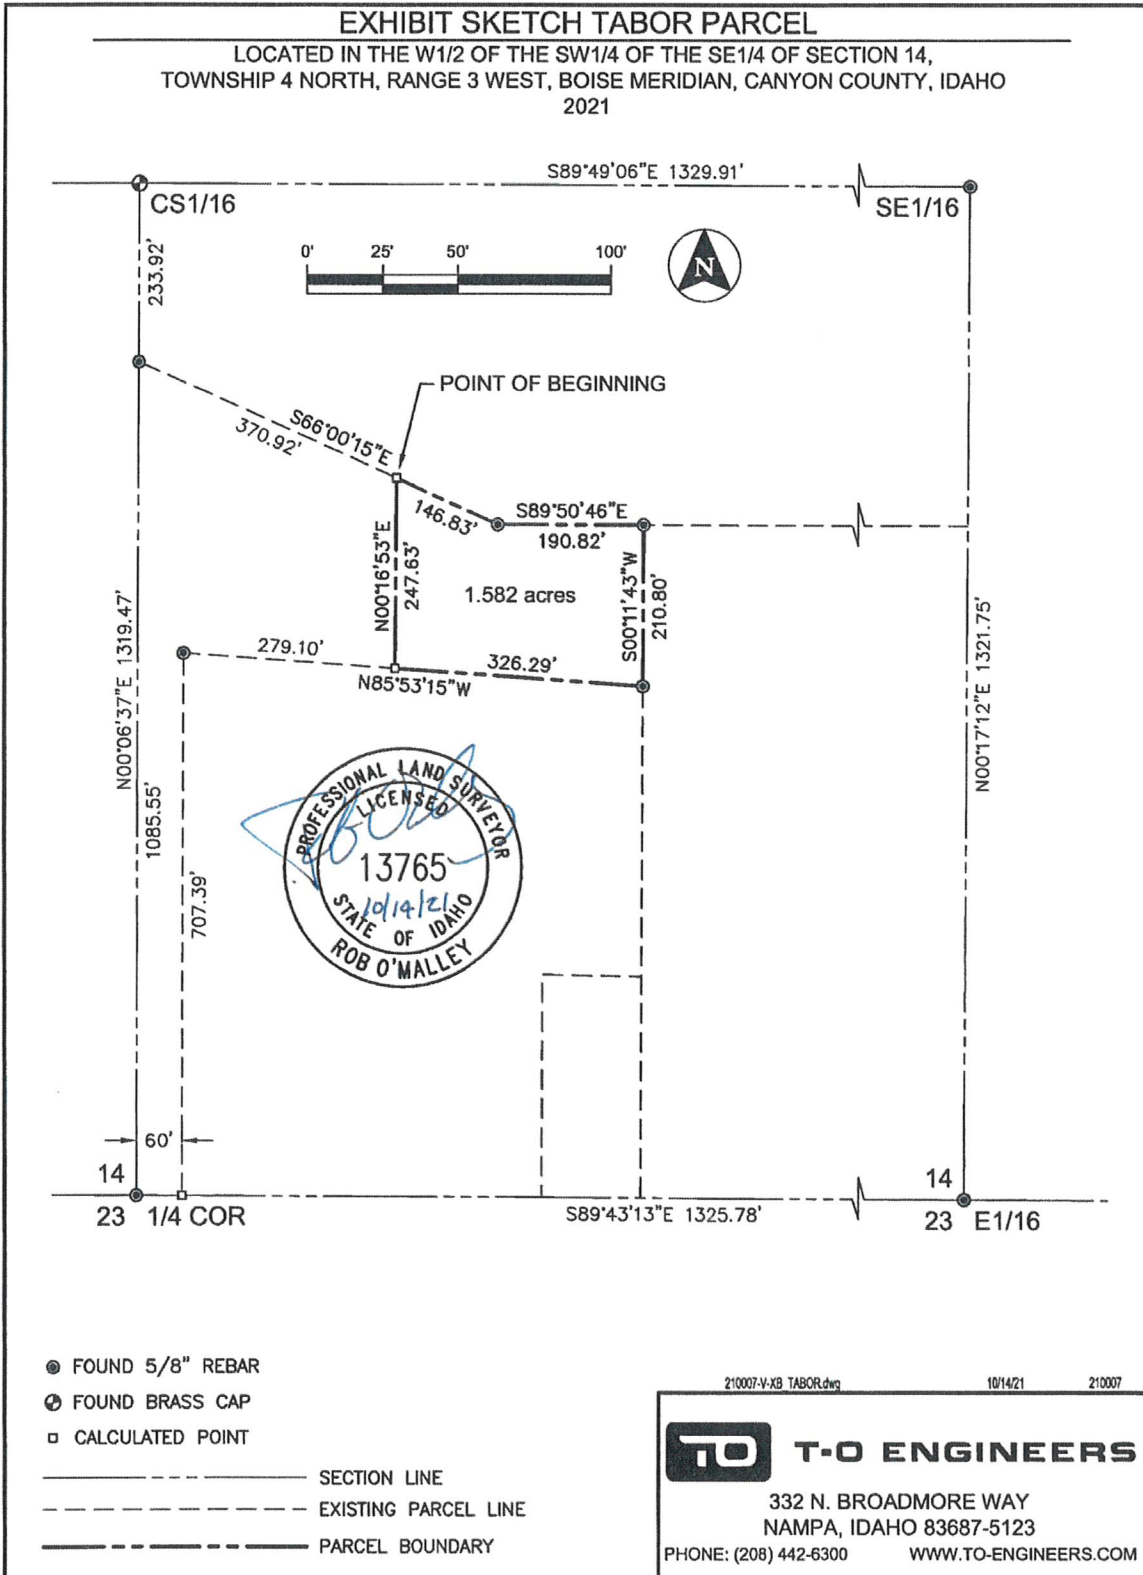 EXHIBIT SKETCH TABOR PARCEL
LOCATED IN THE W1/2 OF THE SW1/4 OF THE SE1/4 OF SECTION 14,
TOWNSHIP 4 NORTH, RANGE 3 WEST, BOISE MERIDIAN, CANYON COUNTY, IDAHO
2021
S89°49'06"E 1329.91'
CS1/16
SE1/16
233.92'
0' 25' 50' 100'
N
POINT OF BEGINNING
S66°00'15"E
370.92'
146.83'
S89°50'46"E
190.82'
N00°16'53"E
247.63'
1.582 acres
S00°11'43"W
210.80'
279.10'
326.29'
N85°53'15"W
N00°06'37"E 1319.47'
1085.55'
707.39'
N00°17'12"E 1321.75'
PROFESSIONAL LAND SURVEYOR
LICENSED
13765
10/14/21
STATE OF IDAHO
ROB O'MALLEY
60'
14
23 1/4 COR
S89°43'13"E 1325.78'
14
23 E1/16
FOUND 5/8" REBAR
FOUND BRASS CAP
CALCULATED POINT
SECTION LINE
EXISTING PARCEL LINE
PARCEL BOUNDARY
210007-V-XB TABOR.dwg 10/14/21 210007
TO T-O ENGINEERS
332 N. BROADMORE WAY
NAMPA, IDAHO 83687-5123
PHONE: (208) 442-6300 WWW.TO-ENGINEERS.COM